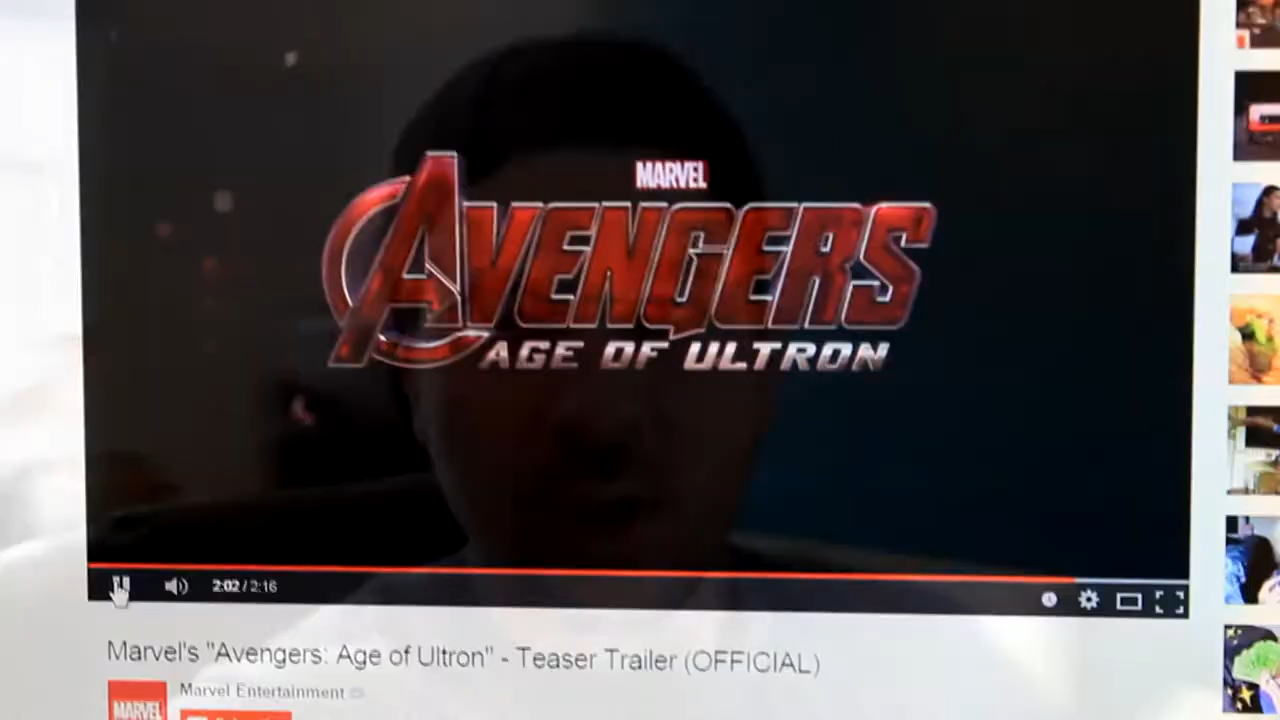 MARVEL
AVENGERS
AGE OF ULTRON
2:02 / 2:16
Marvel's "Avengers: Age of Ultron" - Teaser Trailer (OFFICIAL)
Marvel Entertainment
MARVEL